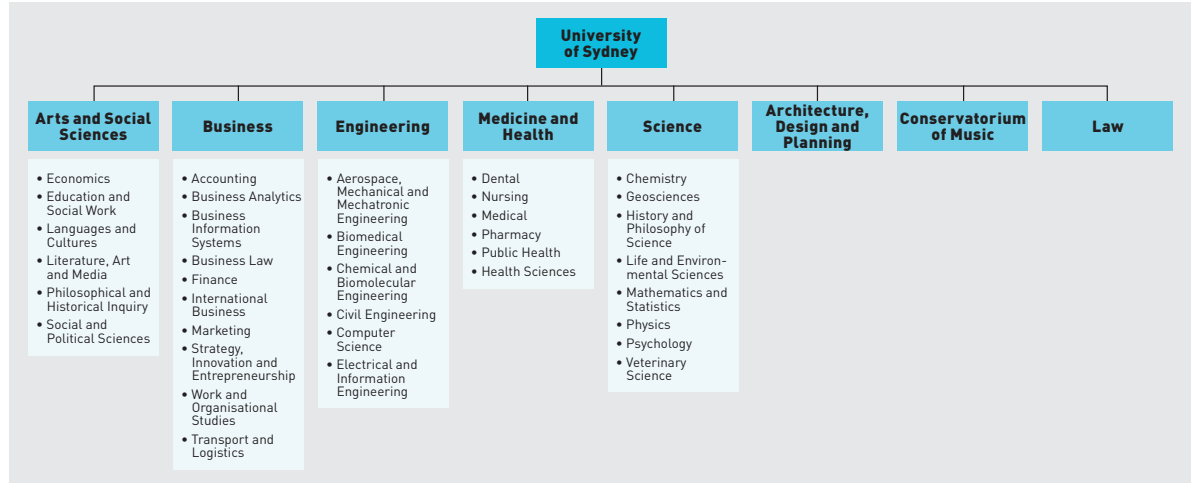 University
of Sydney
Arts and Social
Sciences
• Economics
• Education and
Social Work
• Languages and
Cultures
• Literature, Art
and Media
• Philosophical and
Historical Inquiry
• Social and
Political Sciences
Business
• Accounting
• Business Analytics
• Business
Information
Systems
• Business Law
• Finance
• International
Business
• Marketing
• Strategy,
Innovation and
Entrepreneurship
• Work and
Organisational
Studies
• Transport and
Logistics
Engineering
• Aerospace,
Mechanical and
Mechatronic
Engineering
• Biomedical
Engineering
• Chemical and
Biomolecular
Engineering
• Civil Engineering
• Computer
Science
• Electrical and
Information
Engineering
Medicine and
Health
• Dental
• Nursing
• Medical
• Pharmacy
• Public Health
• Health Sciences
Science
• Chemistry
• Geosciences
• History and
Philosophy of
Science
• Life and Environ-
mental Sciences
• Mathematics and
Statistics
• Physics
• Psychology
• Veterinary
Science
Architecture,
Design and
Planning
Conservatorium
of Music
Law